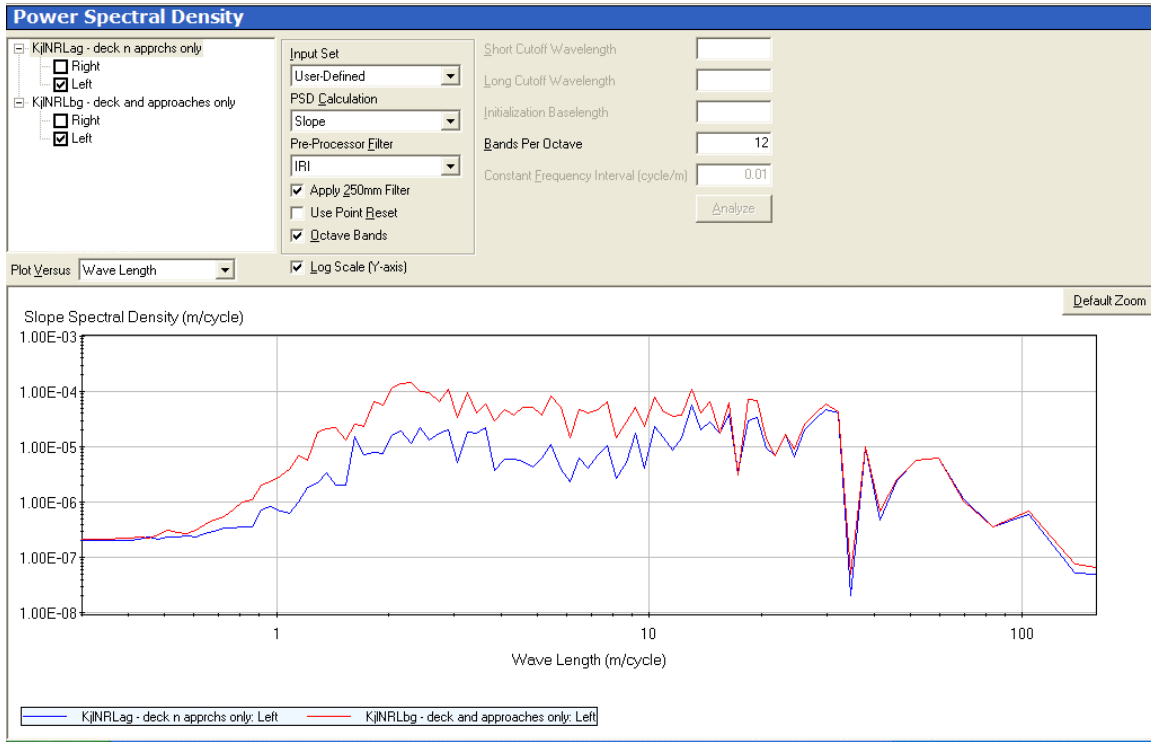 Power Spectral Density
KjlNRLag - deck n apprchs only
Right
Left
KjlNRLbg - deck and approaches only
Right
Left
Plot Versus Wave Length
Input Set
User-Defined
PSD Calculation
Slope
Pre-Processor Filter
IRI
Apply 250mm Filter
Use Point Reset
Octave Bands
Log Scale (Y-axis)
Short Cutoff Wavelength
Long Cutoff Wavelength
Initialization Baselength
Bands Per Octave 12
Constant Frequency Interval (cycle/m) 0.01
Analyze
Default Zoom
Slope Spectral Density (m/cycle)
1.00E-03
1.00E-04
1.00E-05
1.00E-06
1.00E-07
1.00E-08
1 10 100
Wave Length (m/cycle)
KjlNRLag - deck n apprchs only: Left KjlNRLbg - deck and approaches only: Left